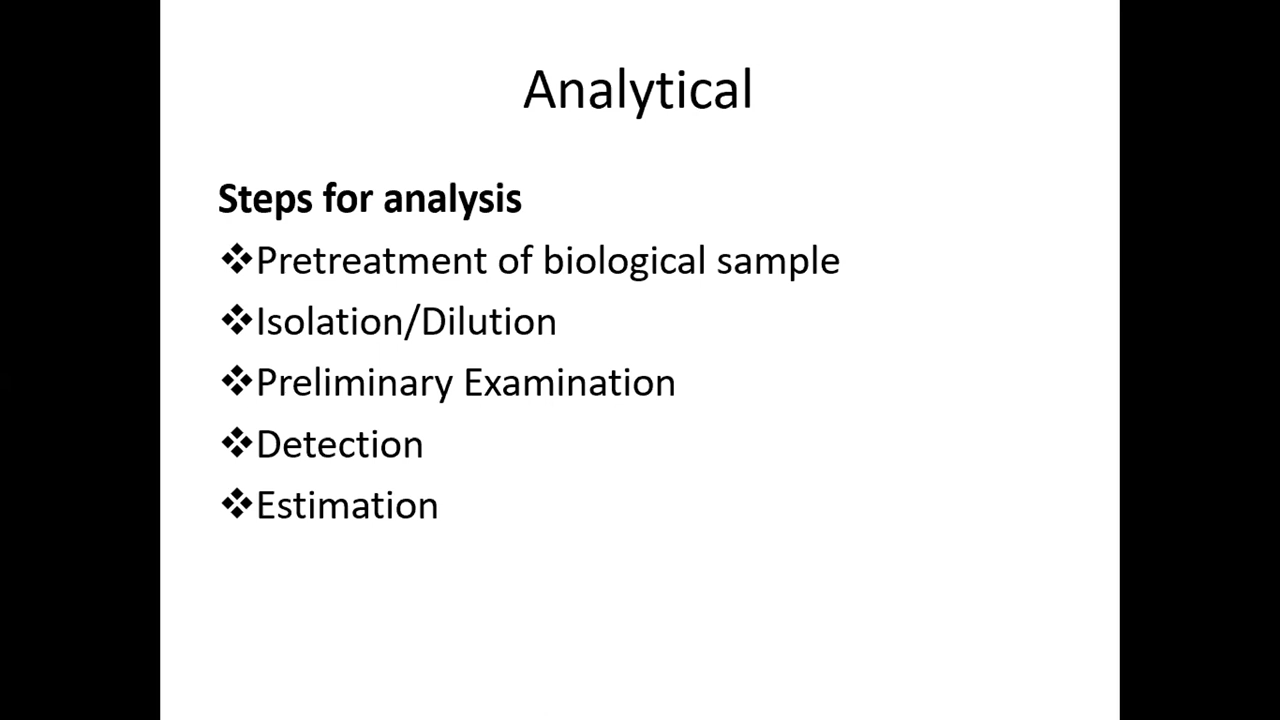 Analytical
Steps for analysis
❖Pretreatment of biological sample
❖Isolation/Dilution
❖Preliminary Examination
❖Detection
❖Estimation